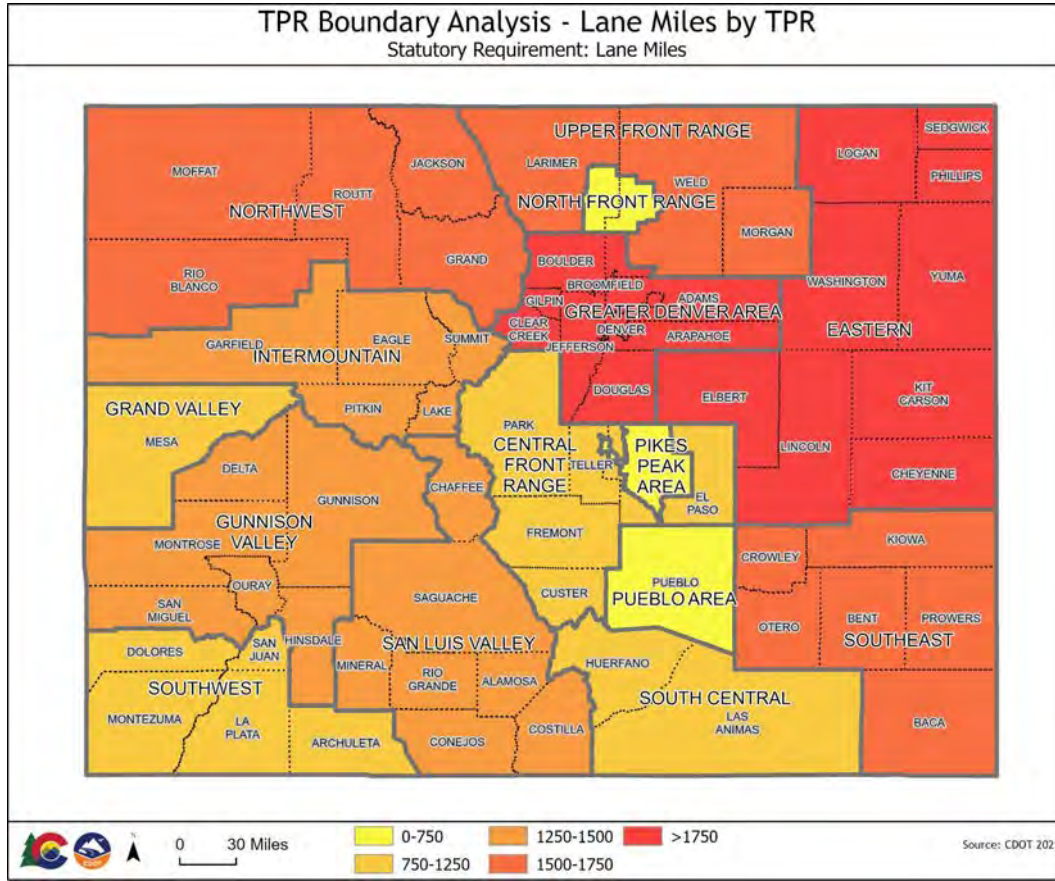 TPR Boundary Analysis - Lane Miles by TPR
Statutory Requirement: Lane Miles
UPPER FRONT RANGE
SEDGWICK
LOGAN
JACKSON
LARIMER
MOFFAT
PHILLIPS
WELD
ROUTT
NORTH FRONT RANGE
NORTHWEST
MORGAN
GRAND
BOULDER
RIO
BLANCO
WASHINGTON
YUMA
BROOMFIELD
GILPIN
ADAMS
GREATER DENVER AREA
CLEAR
CREEK
DENVER
EASTERN
EAGLE
SUMMIT
ARAPAHOE
GARFIELD
JEFFERSON
INTERMOUNTAIN
KIT
CARSON
DOUGLAS
ELBERT
GRAND VALLEY
PITKIN
LAKE
PARK
MESA
CENTRAL
FRONT
RANGE
PIKES
PEAK
AREA
LINCOLN
TELLER
DELTA
CHEYENNE
CHAFFEE
GUNNISON
EL
PASO
GUNNISON
VALLEY
FREMONT
KIOWA
MONTROSE
CROWLEY
OURAY
PUEBLO
PUEBLO AREA
CUSTER
SAGUACHE
SAN
MIGUEL
BENT
PROWERS
OTERO
SOUTHEAST
SAN
JUAN
HINSDALE
SAN LUIS VALLEY
DOLORES
MINERAL
HUERFANO
RIO
GRANDE
ALAMOSA
SOUTHWEST
SOUTH CENTRAL
MONTEZUMA
LA
PLATA
COSTILLA
LAS
ANIMAS
BACA
ARCHULETA
CONEJOS
CDOT
N
0 30 Miles
0-750
1250-1500
>1750
750-1250
1500-1750
Source: CDOT 202